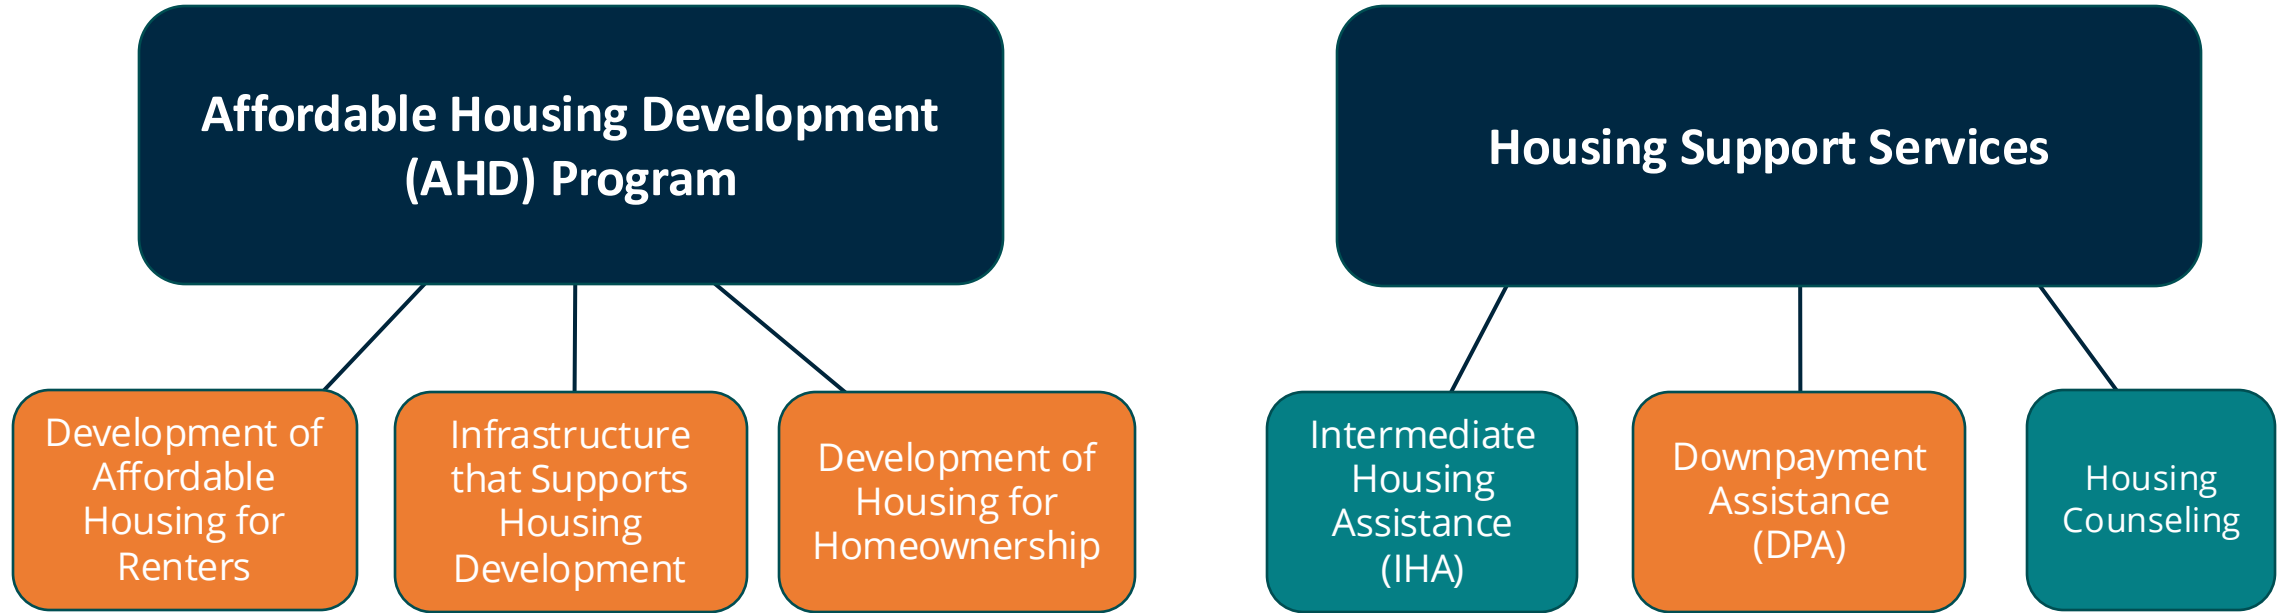 Affordable Housing Development
(AHD) Program
Housing Support Services
Development of
Affordable
Housing for
Renters
Infrastructure
that Supports
Housing
Development
Development of
Housing for
Homeownership
Intermediate
Housing
Assistance
(IHA)
Downpayment
Assistance
(DPA)
Housing
Counseling